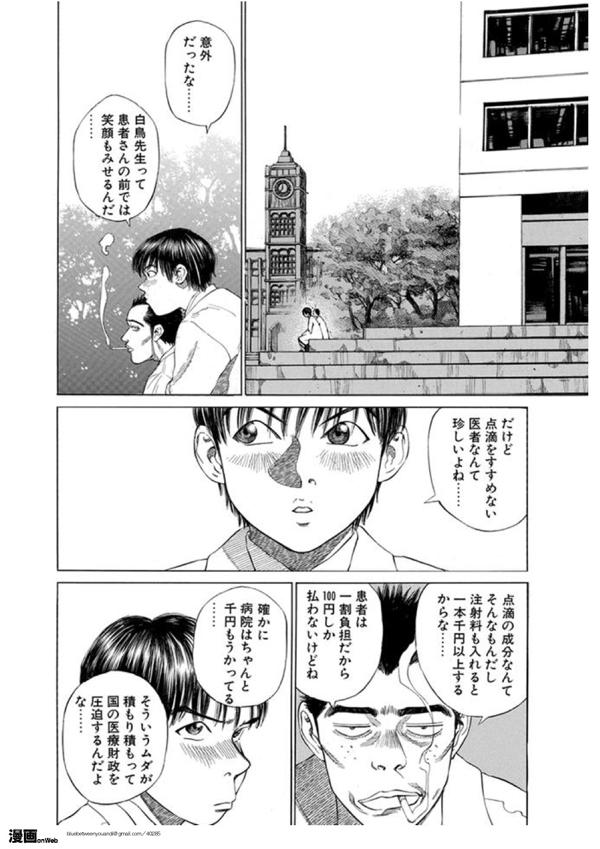 意外
だったな……
白鳥先生って
患者さんの前では
笑顔もみせるんだ
……
だけど
点滴をすすめない
医者なんて
珍しいよね……
点滴の成分なんて
そんなもんだし
注射料も入れると
一本千円以上する
からな……
患者は
一割負担だから
100円しか
払わないけどね
確かに
病院はちゃんと
千円もうかってる
……
そういうムダが
積もり積もって
国の医療財政を
圧迫するんだよ
な……
漫画 on Web
bluebetweenyouandi@gmail.com / 40285